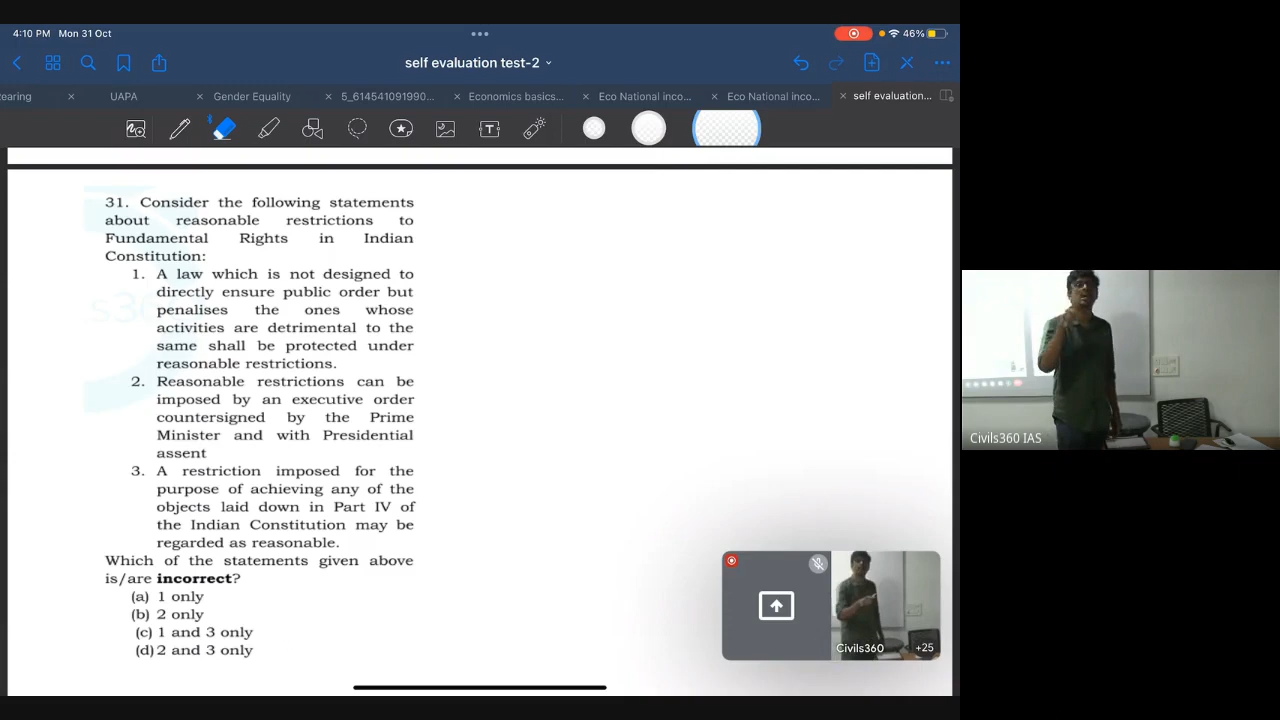 4:10 PM Mon 31 Oct
46%
self evaluation test-2
earing
UAPA
Gender Equality
5_614541091990...
Economics basics...
Eco National inco...
Eco National inco...
self evaluation...
31. Consider the following statements
about reasonable restrictions to
Fundamental Rights in Indian
Constitution:
1. A law which is not designed to
directly ensure public order but
penalises the ones whose
activities are detrimental to the
same shall be protected under
reasonable restrictions.
2. Reasonable restrictions can be
imposed by an executive order
countersigned by the Prime
Minister and with Presidential
assent
3. A restriction imposed for the
purpose of achieving any of the
objects laid down in Part IV of
the Indian Constitution may be
regarded as reasonable.
Which of the statements given above
is/are incorrect?
(a) 1 only
(b) 2 only
(c) 1 and 3 only
(d) 2 and 3 only
Civils360
+25
Civils360 IAS